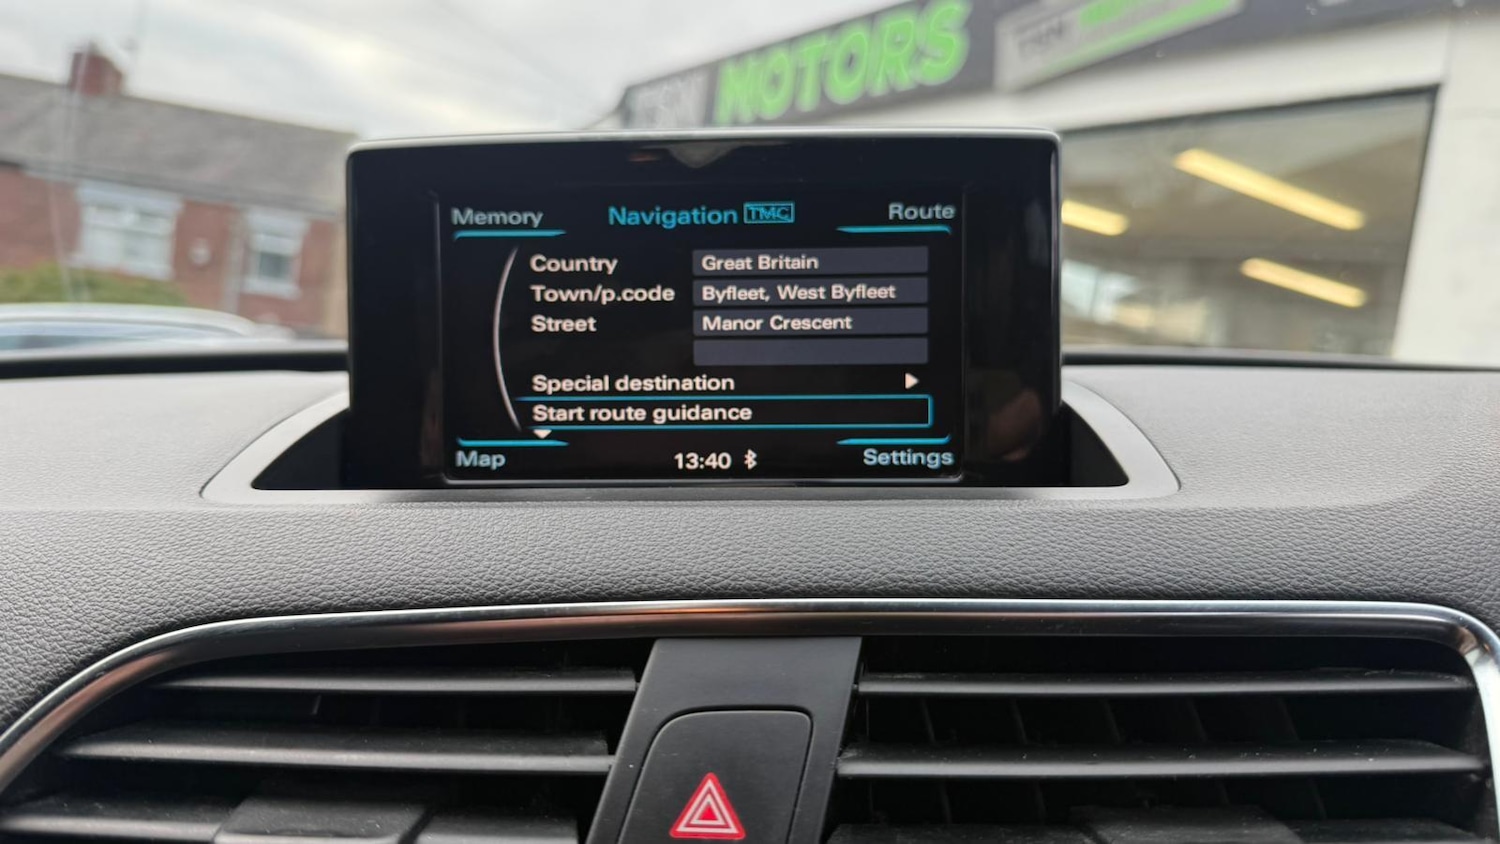 MOTORS
Memory Navigation TMC Route
Country Great Britain
Town/p.code Byfleet, West Byfleet
Street Manor Crescent
Special destination
Start route guidance
Map 13:40 Settings